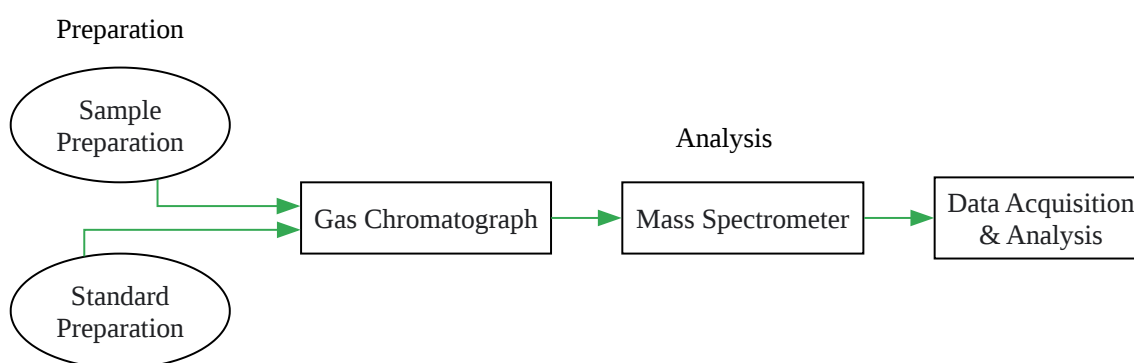 Preparation
Sample
Preparation
Analysis
Gas Chromatograph
Mass Spectrometer
Data Acquisition
& Analysis
Standard
Preparation